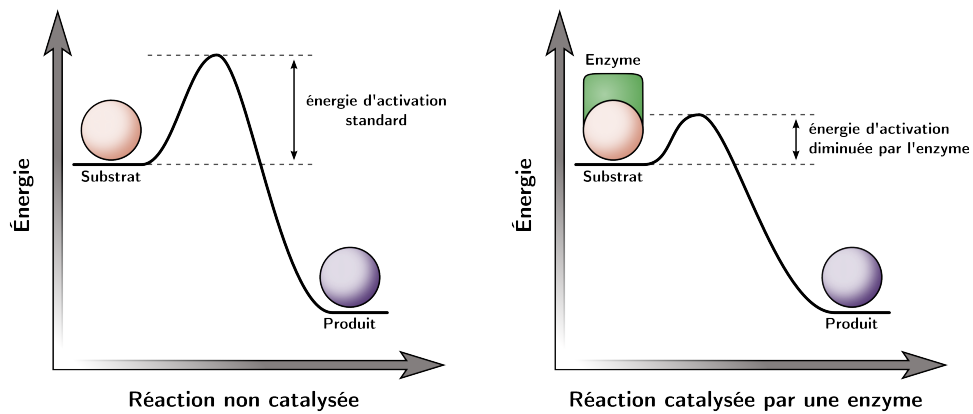 Énergie
énergie d'activation
standard
Substrat
Produit
Réaction non catalysée
Énergie
Enzyme
énergie d'activation
diminuée par l'enzyme
Substrat
Produit
Réaction catalysée par une enzyme